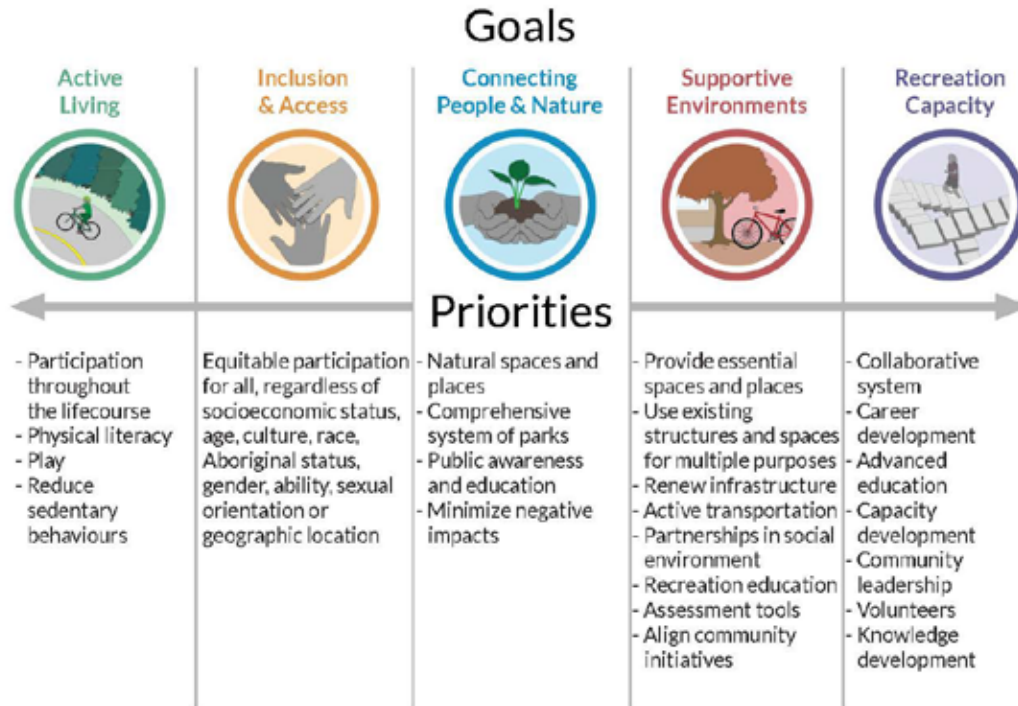 Goals
Active
Living
Inclusion
& Access
Connecting
People & Nature
Supportive
Environments
Recreation
Capacity
Priorities
- Participation
throughout
the lifecourse
- Physical literacy
- Play
- Reduce
sedentary
behaviours
Equitable participation
for all, regardless of
socioeconomic status,
age, culture, race,
Aboriginal status,
gender, ability, sexual
orientation or
geographic location
- Natural spaces and
places
- Comprehensive
system of parks
- Public awareness
and education
- Minimize negative
impacts
- Provide essential
spaces and places
- Use existing
structures and spaces
for multiple purposes
- Renew infrastructure
- Active transportation
- Partnerships in social
environment
- Recreation education
- Assessment tools
- Align community
initiatives
- Collaborative
system
- Career
development
- Advanced
education
- Capacity
development
- Community
leadership
- Volunteers
- Knowledge
development